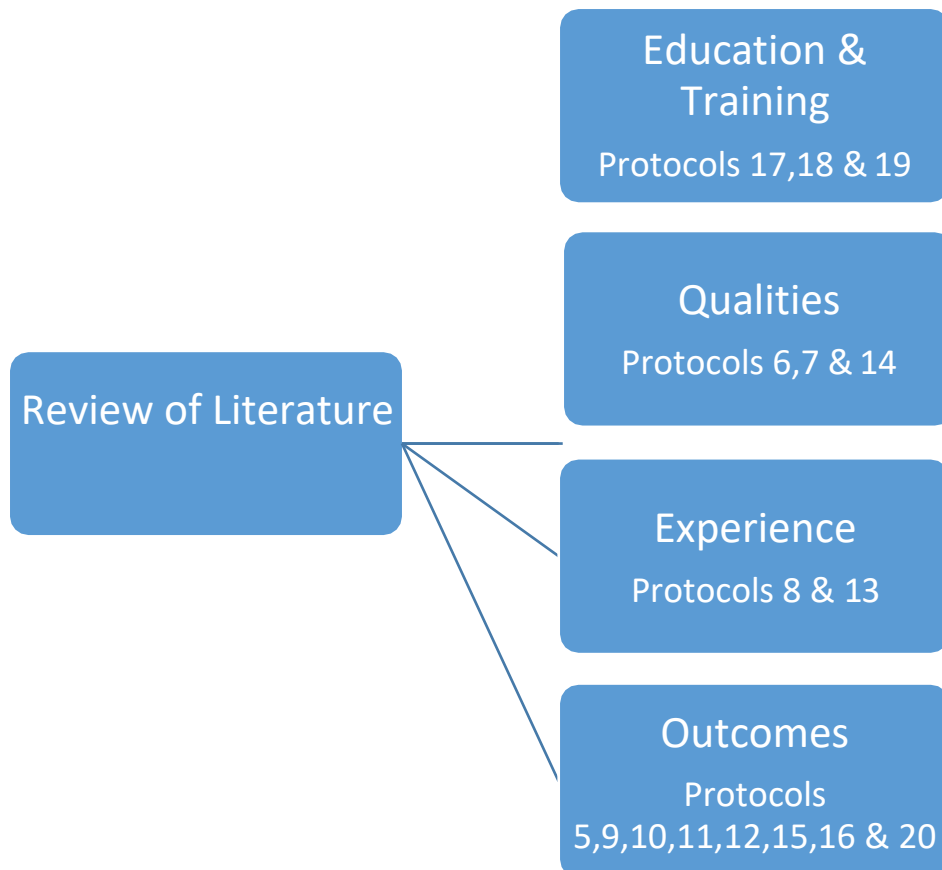 Education &
Training
Protocols 17,18 & 19
Qualities
Protocols 6,7 & 14
Review of Literature
Experience
Protocols 8 & 13
Outcomes
Protocols
5,9,10,11,12,15,16 & 20